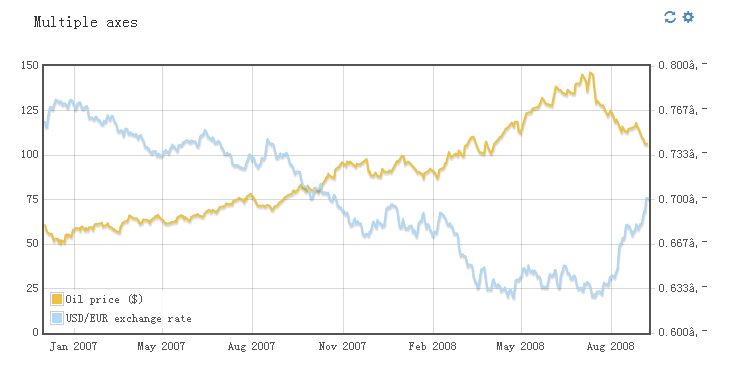 Multiple axes
150
125
100
75
50
25
0
0.800â‚¬
0.767â‚¬
0.733â‚¬
0.700â‚¬
0.667â‚¬
0.633â‚¬
0.600â‚¬
Oil price ($)
USD/EUR exchange rate
Jan 2007 May 2007 Aug 2007 Nov 2007 Feb 2008 May 2008 Aug 2008